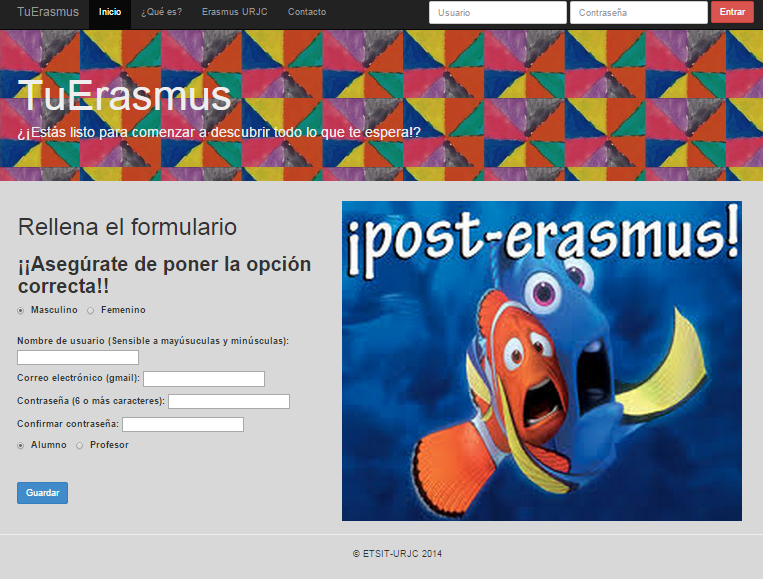 TuErasmus Inicio ¿Qué es? Erasmus URJC Contacto Usuario Contraseña Entrar
TuErasmus
¿¡Estás listo para comenzar a descubrir todo lo que te espera!?
Rellena el formulario
¡¡Asegúrate de poner la opción
correcta!!
Masculino Femenino
Nombre de usuario (Sensible a mayúsuculas y minúsculas):
Correo electrónico (gmail):
Contraseña (6 o más caracteres):
Confirmar contraseña:
Alumno Profesor
Guardar
¡post-erasmus!
© ETSIT-URJC 2014